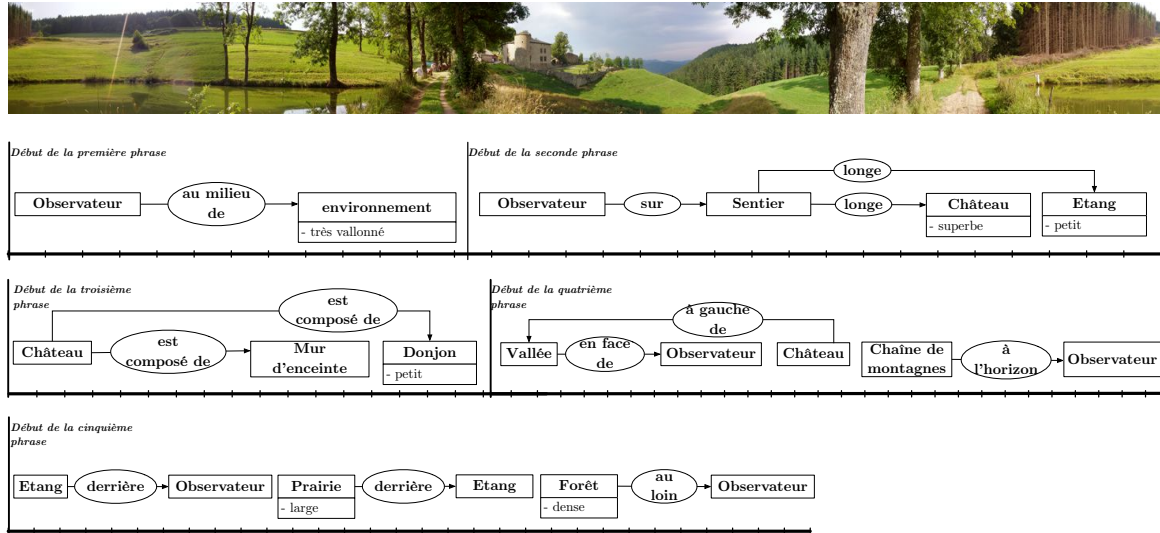 Début de la première phrase
Observateur
au milieu
de
environnement
- très vallonné
Début de la seconde phrase
Observateur
sur
Sentier
longe
longe
Château
- superbe
Etang
- petit
Début de la troisième
phrase
Château
est
composé de
est
composé de
Mur
d'enceinte
Donjon
- petit
Début de la quatrième
phrase
à gauche
de
Vallée
en face
de
Observateur
Château
Chaîne de
montagnes
à
l'horizon
Observateur
Début de la cinquième
phrase
Etang
derrière
Observateur
Prairie
- large
derrière
Etang
Forêt
- dense
au
loin
Observateur